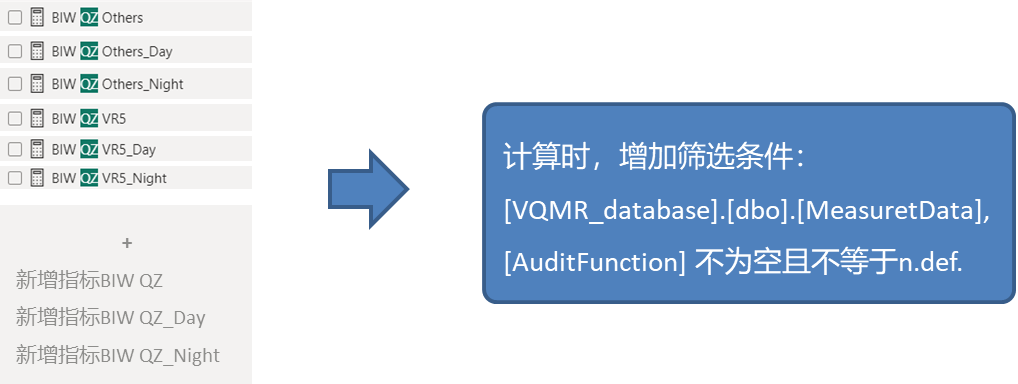 BIW QZ Others
BIW QZ Others_Day
BIW QZ Others_Night
BIW QZ VR5
BIW QZ VR5_Day
BIW QZ VR5_Night
+
新增指标BIW QZ
新增指标BIW QZ_Day
新增指标BIW QZ_Night
计算时，增加筛选条件：
[VQMR_database].[dbo].[MeasuretData],
[AuditFunction] 不为空且不等于n.def.